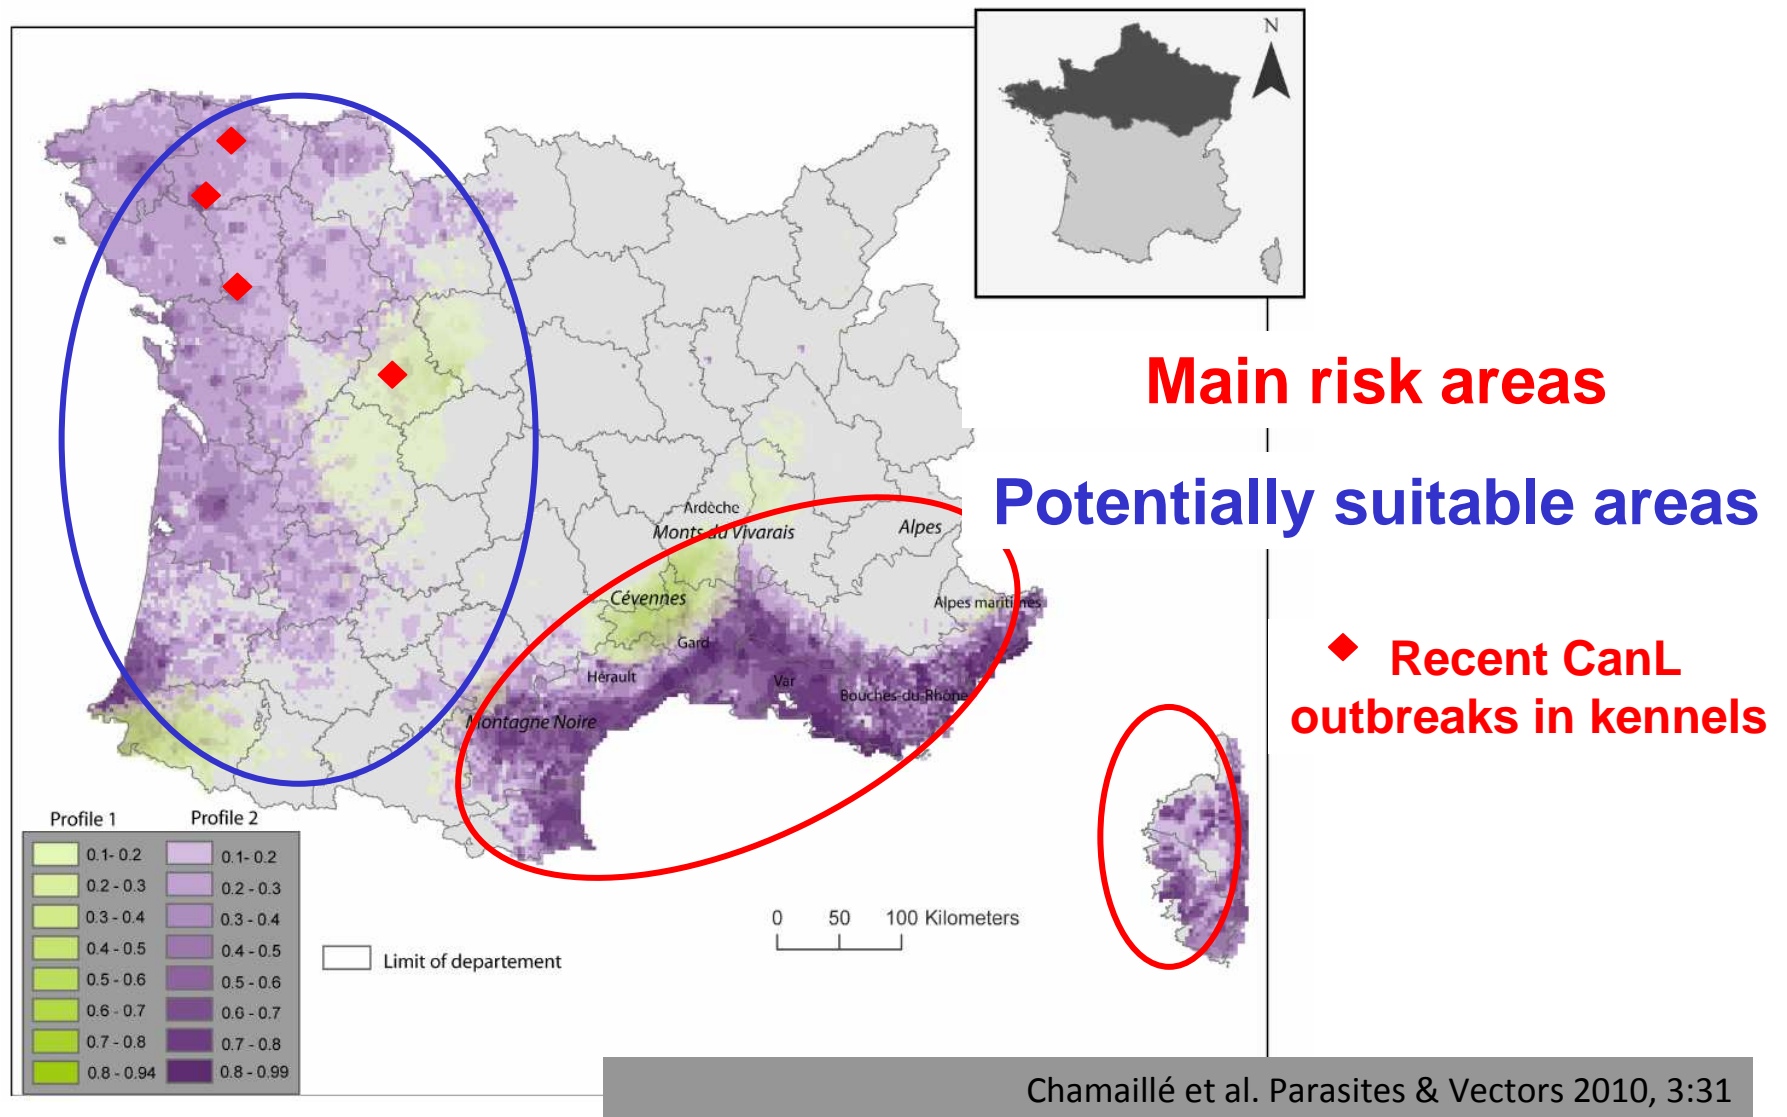 N
Main risk areas
Potentially suitable areas
Recent CanL
outbreaks in kennels
Ardèche
Monts du Vivarais
Alpes
Cévennes
Alpes maritimes
Gard
Hérault
Var
Bouches-du-Rhône
Montagne Noire
Profile 1 Profile 2
0.1- 0.2 0.1- 0.2
0.2 - 0.3 0.2 - 0.3
0.3 - 0.4 0.3 - 0.4
0.4 - 0.5 0.4 - 0.5
0.5 - 0.6 0.5 - 0.6
0.6 - 0.7 0.6 - 0.7
0.7 - 0.8 0.7 - 0.8
0.8 - 0.94 0.8 - 0.99
Limit of departement
0 50 100 Kilometers
Chamaillé et al. Parasites & Vectors 2010, 3:31